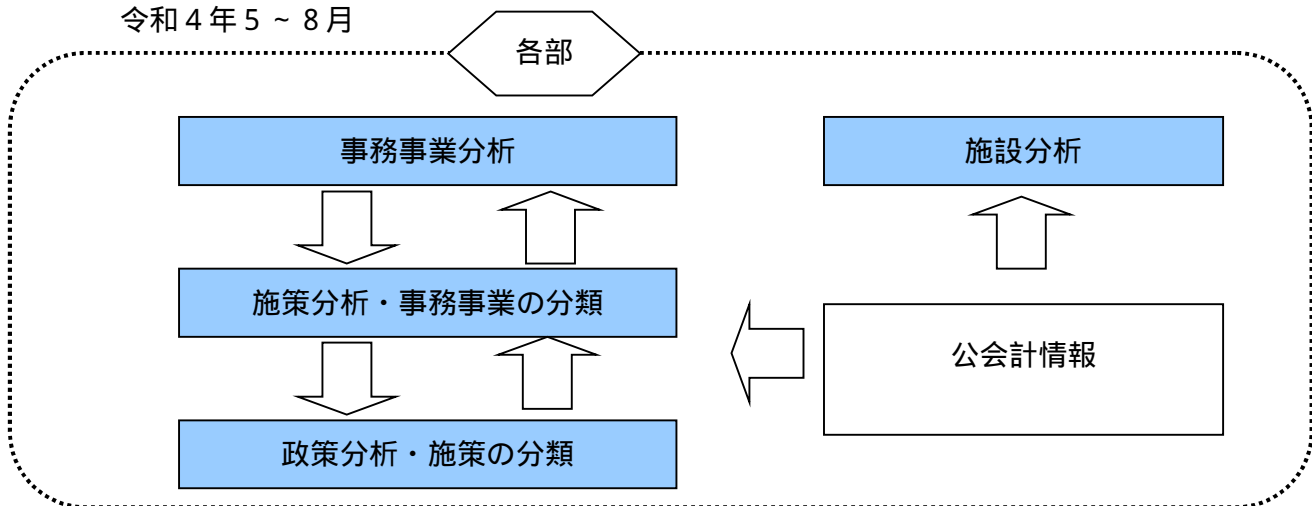 令和４年５～８月
各部
事務事業分析
施設分析
施策分析・事務事業の分類
公会計情報
政策分析・施策の分類